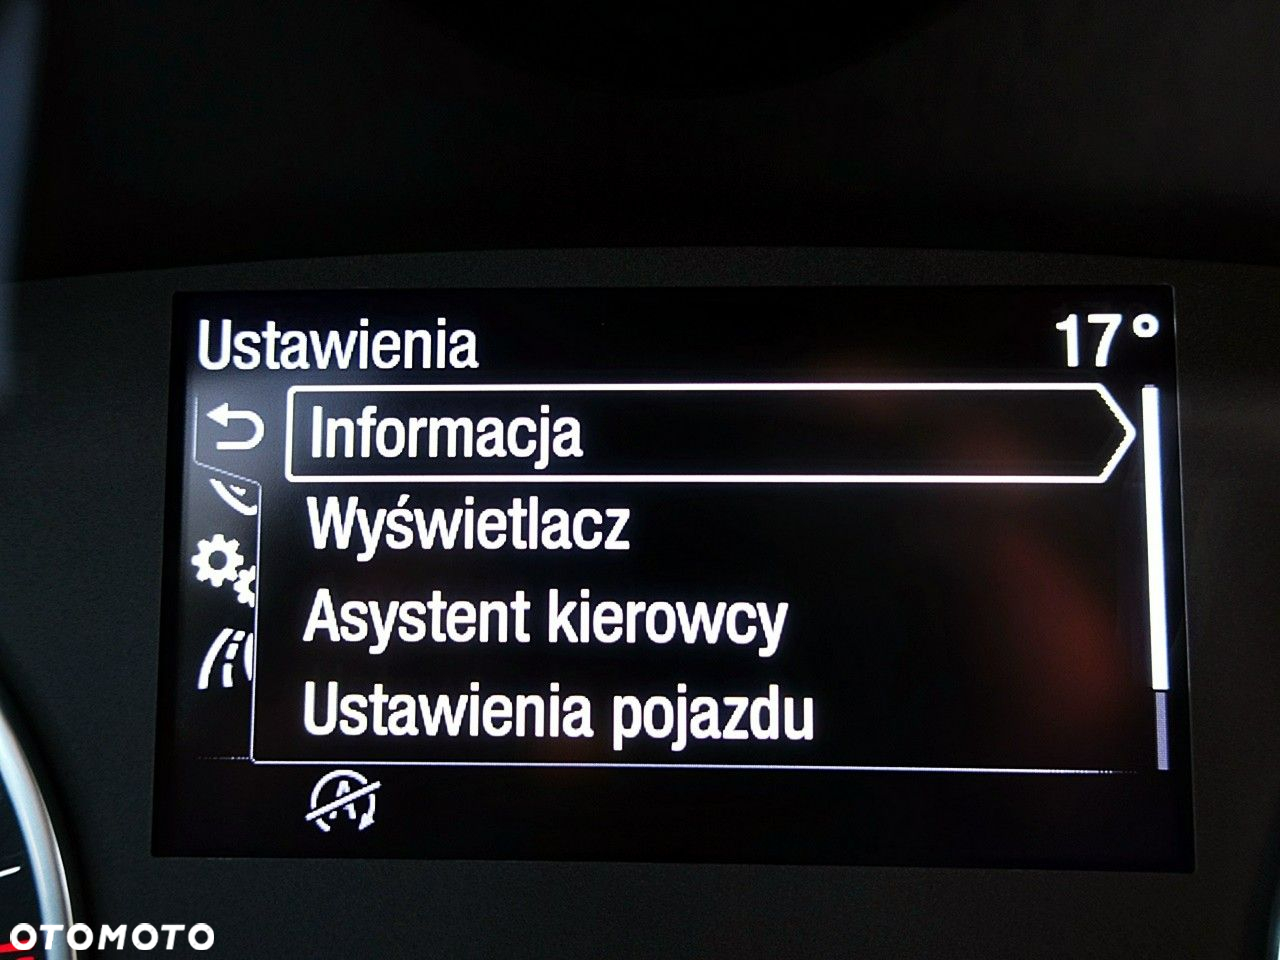 Ustawienia 17°
Informacja
Wyświetlacz
Asystent kierowcy
Ustawienia pojazdu
A
OTOMOTO